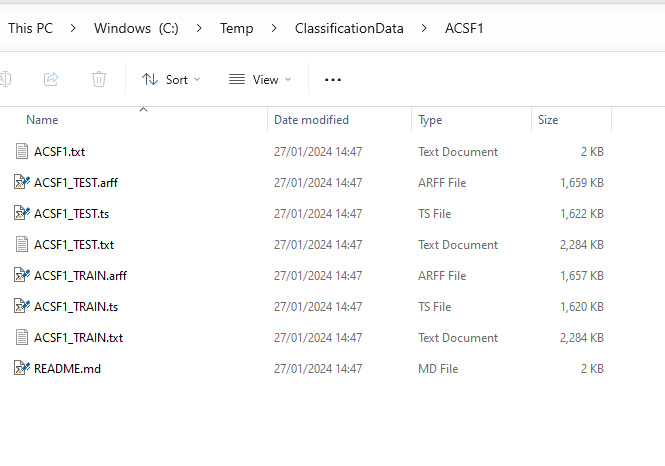 This PC > Windows (C:) > Temp > ClassificationData > ACSF1
Sort View ...
Name Date modified Type Size
ACSF1.txt 27/01/2024 14:47 Text Document 2 KB
ACSF1_TEST.arff 27/01/2024 14:47 ARFF File 1,659 KB
ACSF1_TEST.ts 27/01/2024 14:47 TS File 1,622 KB
ACSF1_TEST.txt 27/01/2024 14:47 Text Document 2,284 KB
ACSF1_TRAIN.arff 27/01/2024 14:47 ARFF File 1,657 KB
ACSF1_TRAIN.ts 27/01/2024 14:47 TS File 1,620 KB
ACSF1_TRAIN.txt 27/01/2024 14:47 Text Document 2,284 KB
README.md 27/01/2024 14:47 MD File 2 KB